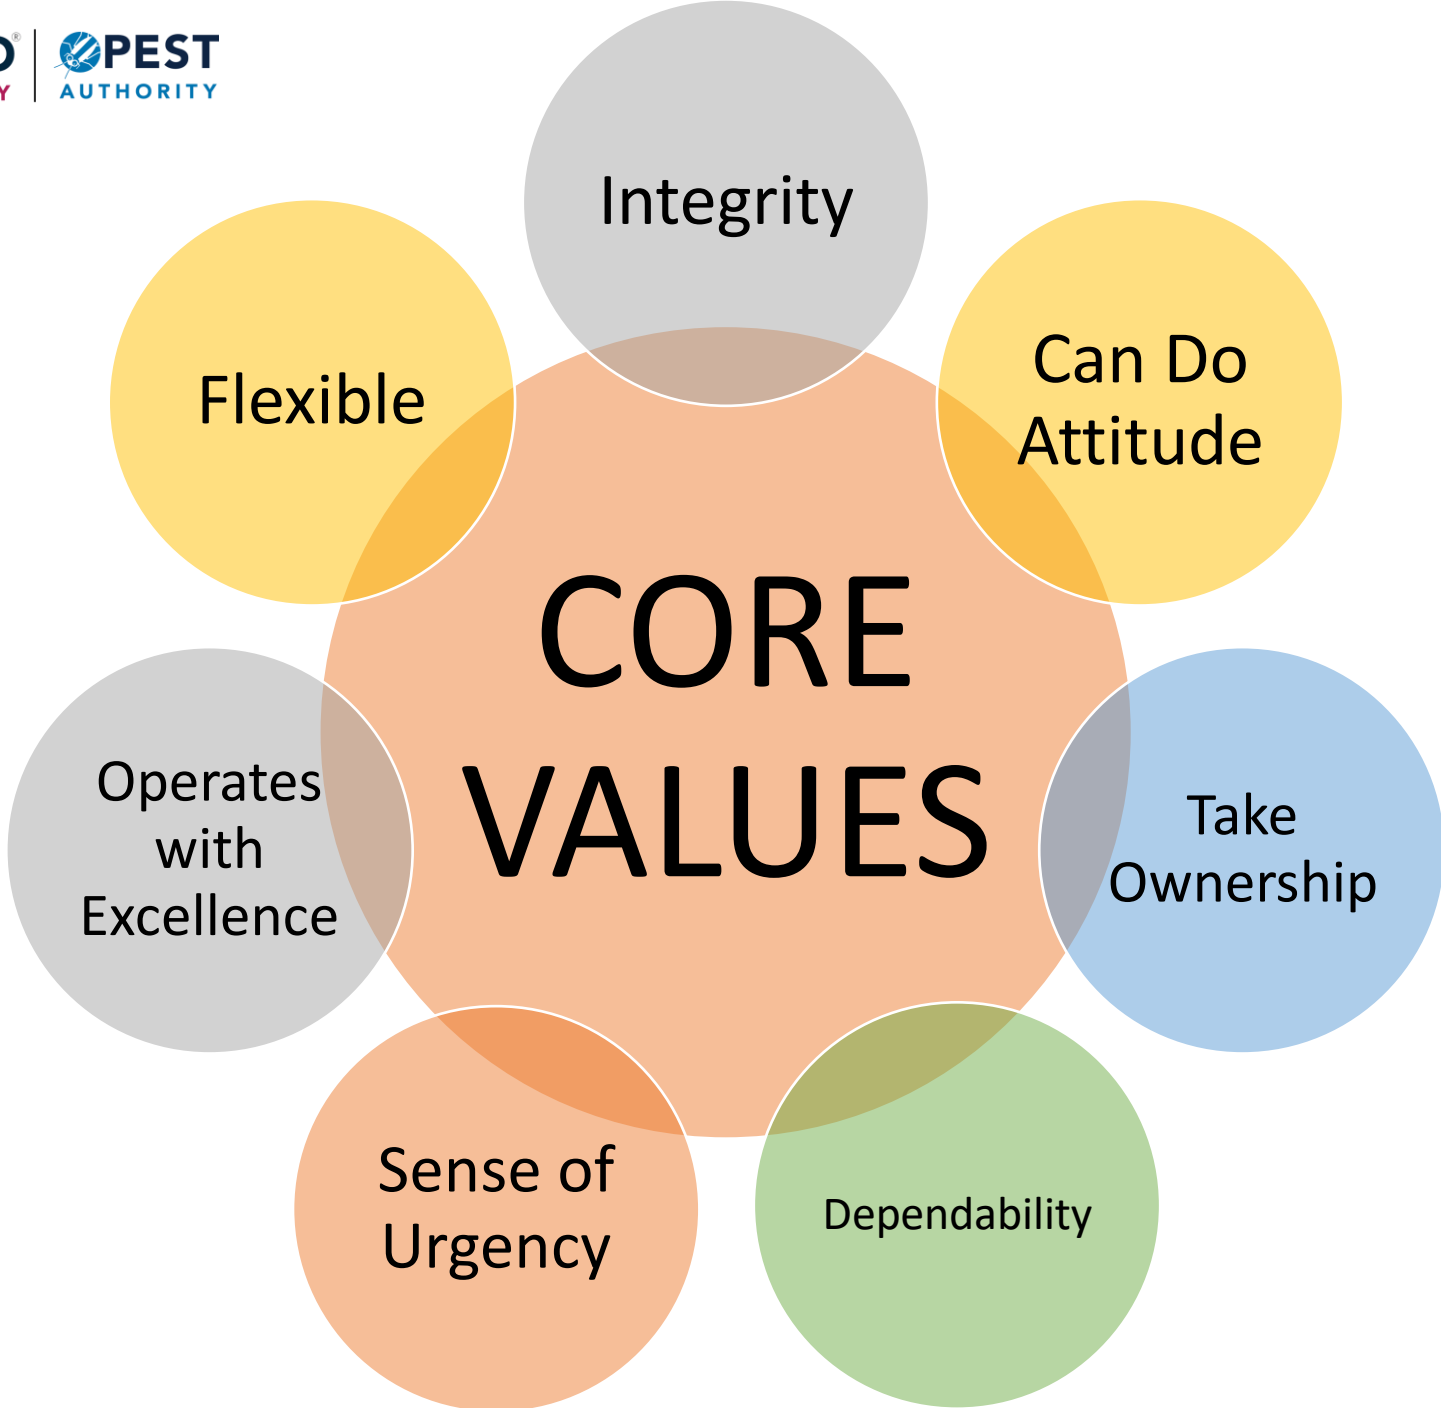 PEST
AUTHORITY
Integrity
Can Do
Attitude
Flexible
CORE
VALUES
Take
Ownership
Operates
with
Excellence
Sense of
Urgency
Dependability